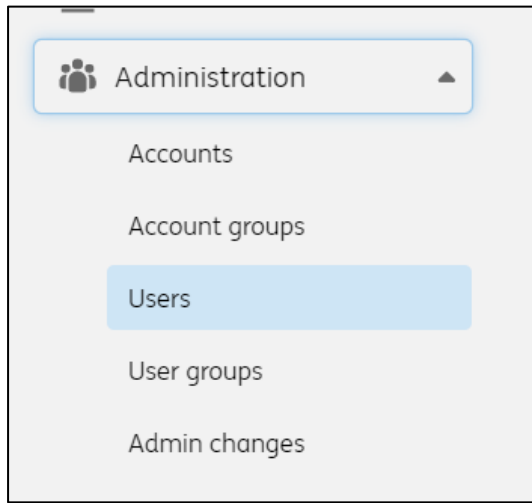 Administration
Accounts
Account groups
Users
User groups
Admin changes